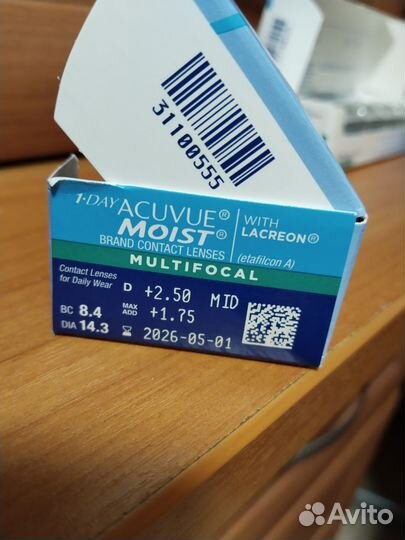 31100555
1·DAY ACUVUE®
MOIST®
BRAND CONTACT LENSES
WITH
LACREON®
(etafilcon A)
MULTIFOCAL
Contact Lenses
for Daily Wear
D +2.50 MID
BC 8.4
MAX
ADD +1.75
DIA 14.3
2026-05-01
Avito